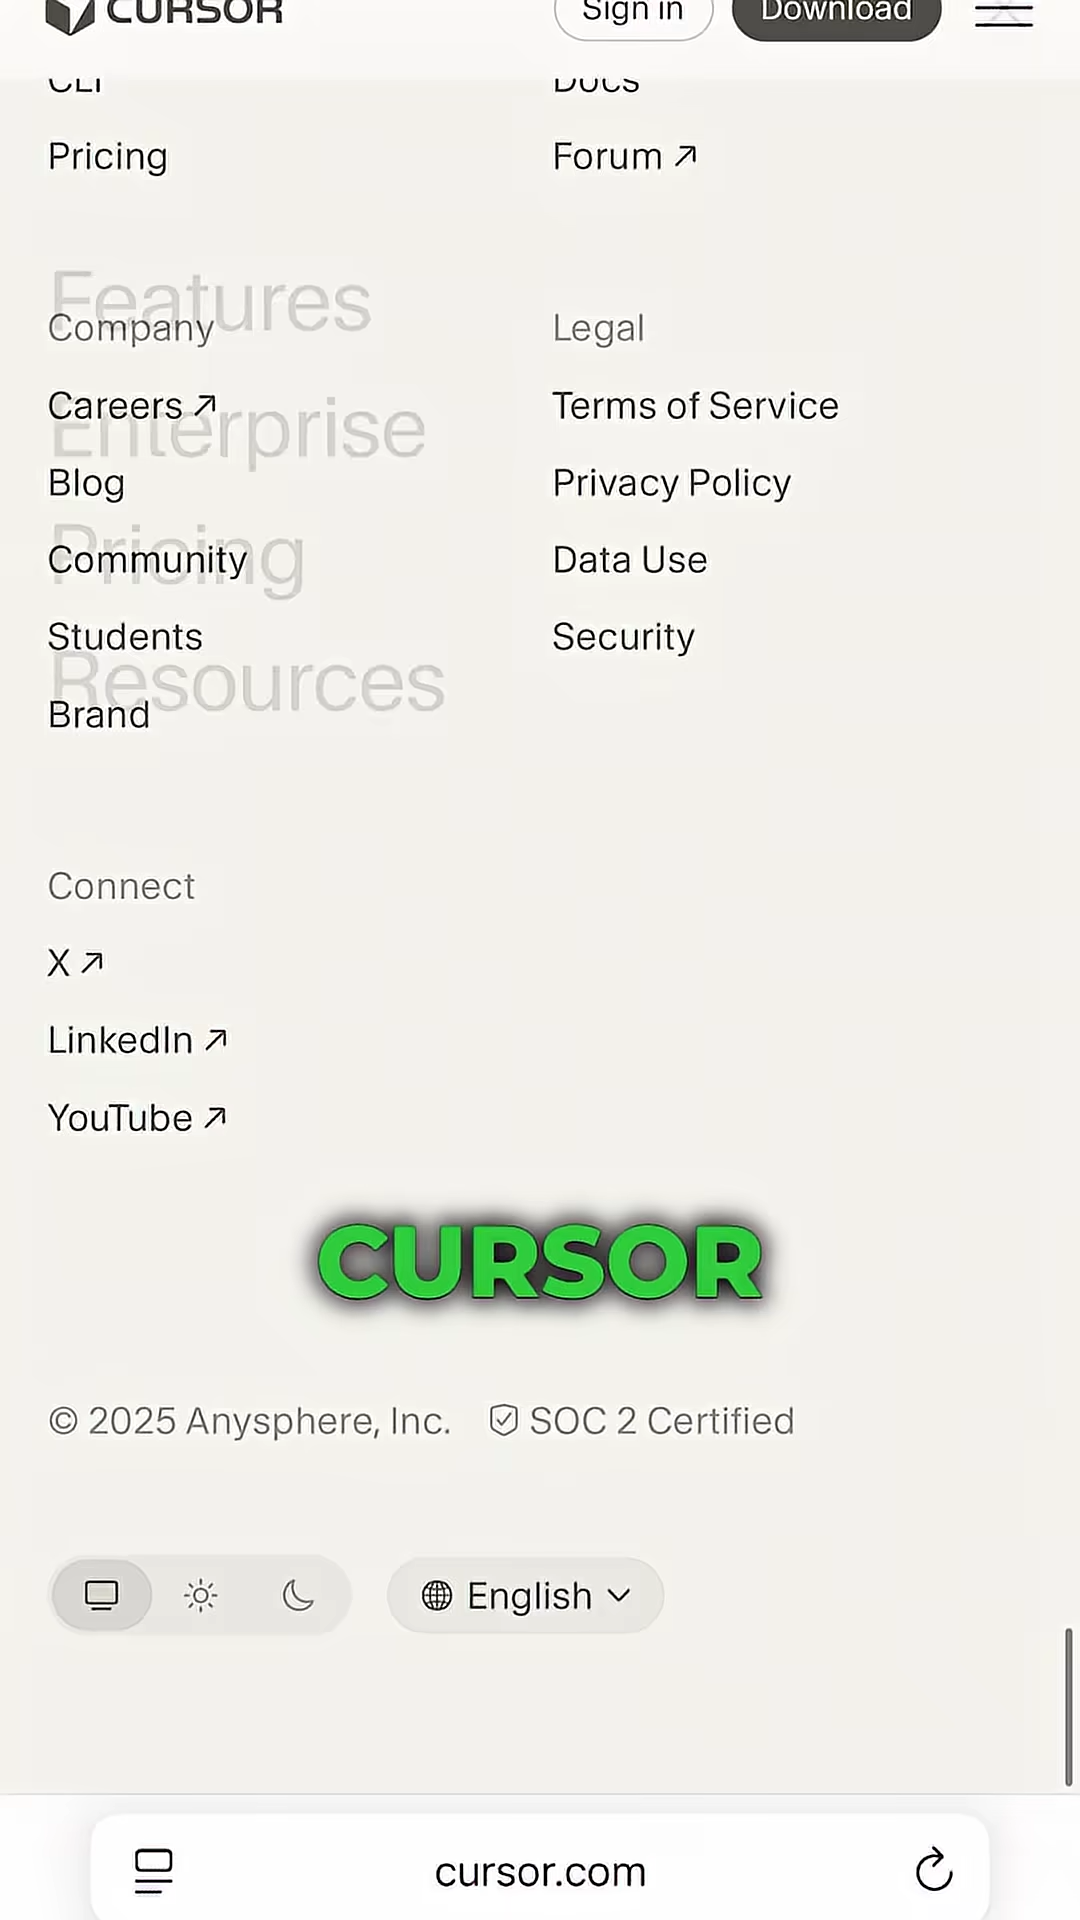 CURSOR Sign in Download
CLI Docs
Pricing Forum ↗
Features
Company Legal
Careers ↗ Terms of Service
Enterprise
Blog Privacy Policy
Pricing
Community Data Use
Students Security
Resources
Brand
Connect
X ↗
LinkedIn ↗
YouTube ↗
CURSOR
© 2025 Anysphere, Inc. SOC 2 Certified
English
cursor.com